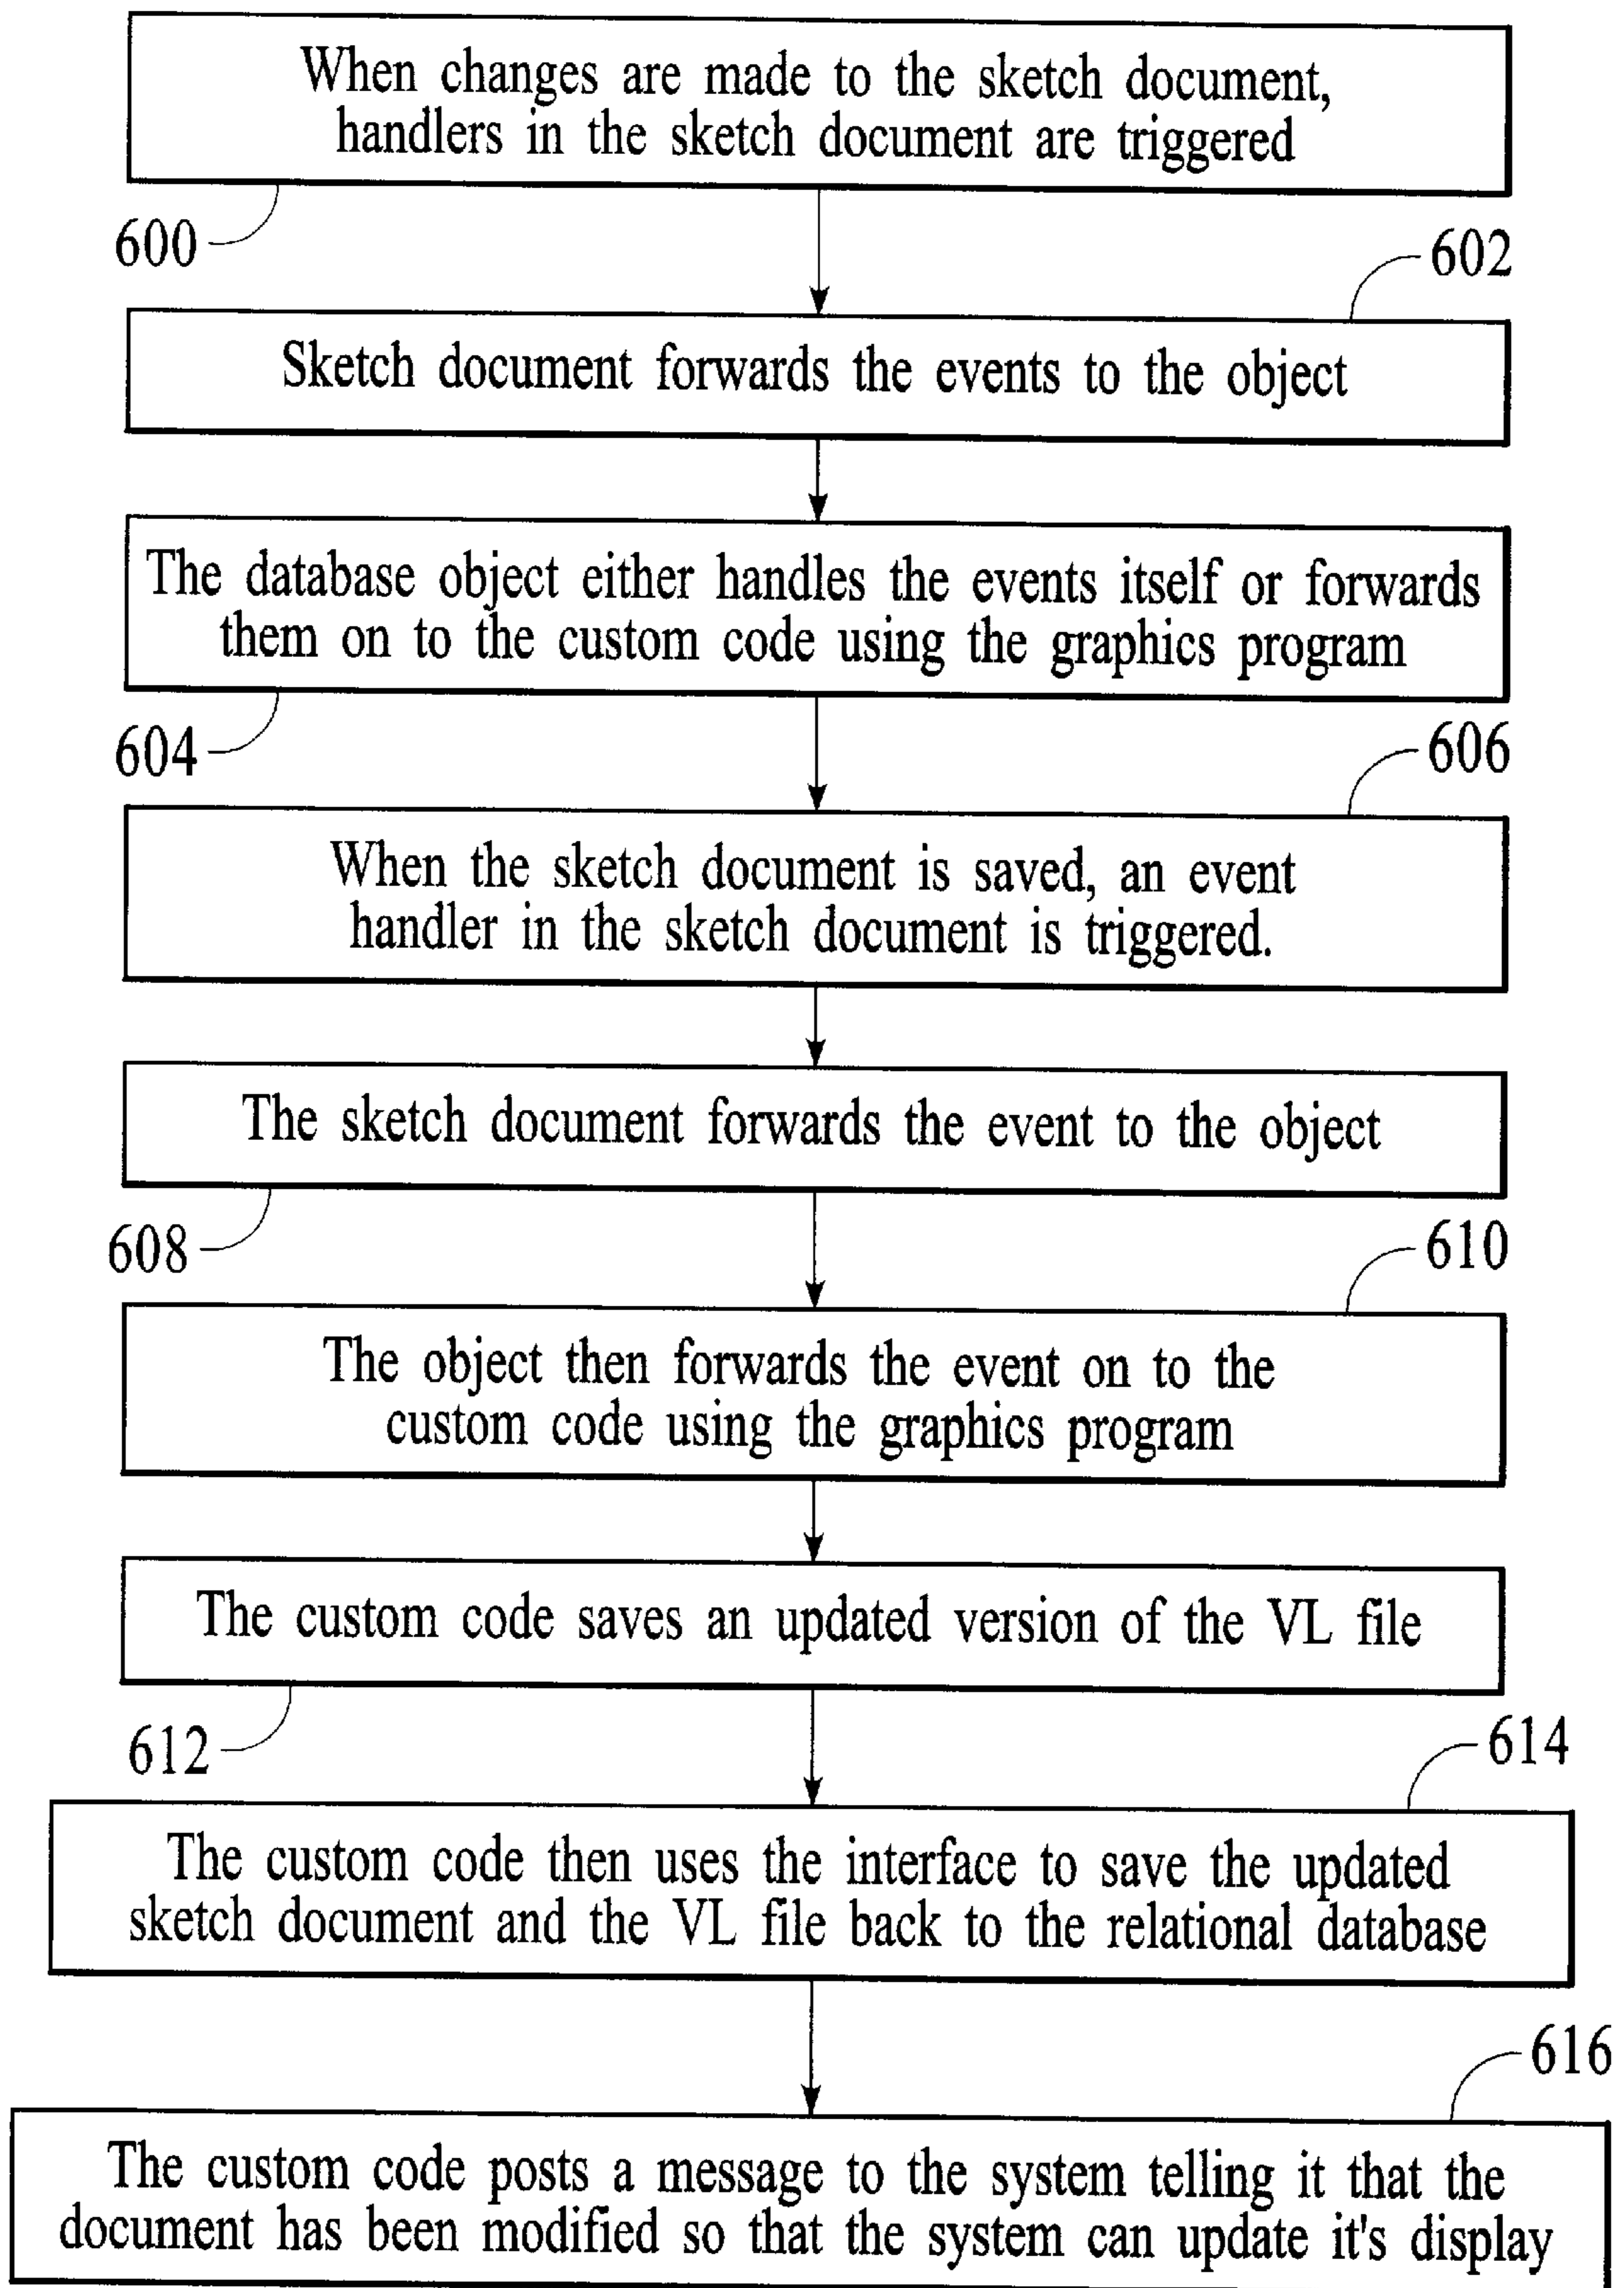 When changes are made to the sketch document,
handlers in the sketch document are triggered
600
602
Sketch document forwards the events to the object
The database object either handles the events itself or forwards
them on to the custom code using the graphics program
604
606
When the sketch document is saved, an event
handler in the sketch document is triggered.
The sketch document forwards the event to the object
608
610
The object then forwards the event on to the
custom code using the graphics program
The custom code saves an updated version of the VL file
612
614
The custom code then uses the interface to save the updated
sketch document and the VL file back to the relational database
616
The custom code posts a message to the system telling it that the
document has been modified so that the system can update it's display